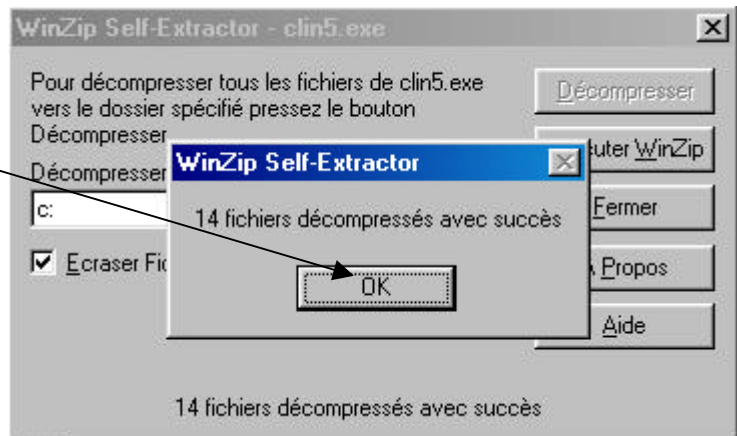 WinZip Self-Extractor - clin5.exe
Pour décompresser tous les fichiers de clin5.exe
vers le dossier spécifié pressez le bouton
Décompresser
Décompresser
c:
Ecraser
Décompresser
WinZip
Fermer
Propos
Aide
WinZip Self-Extractor
14 fichiers décompressés avec succès
OK
14 fichiers décompressés avec succès